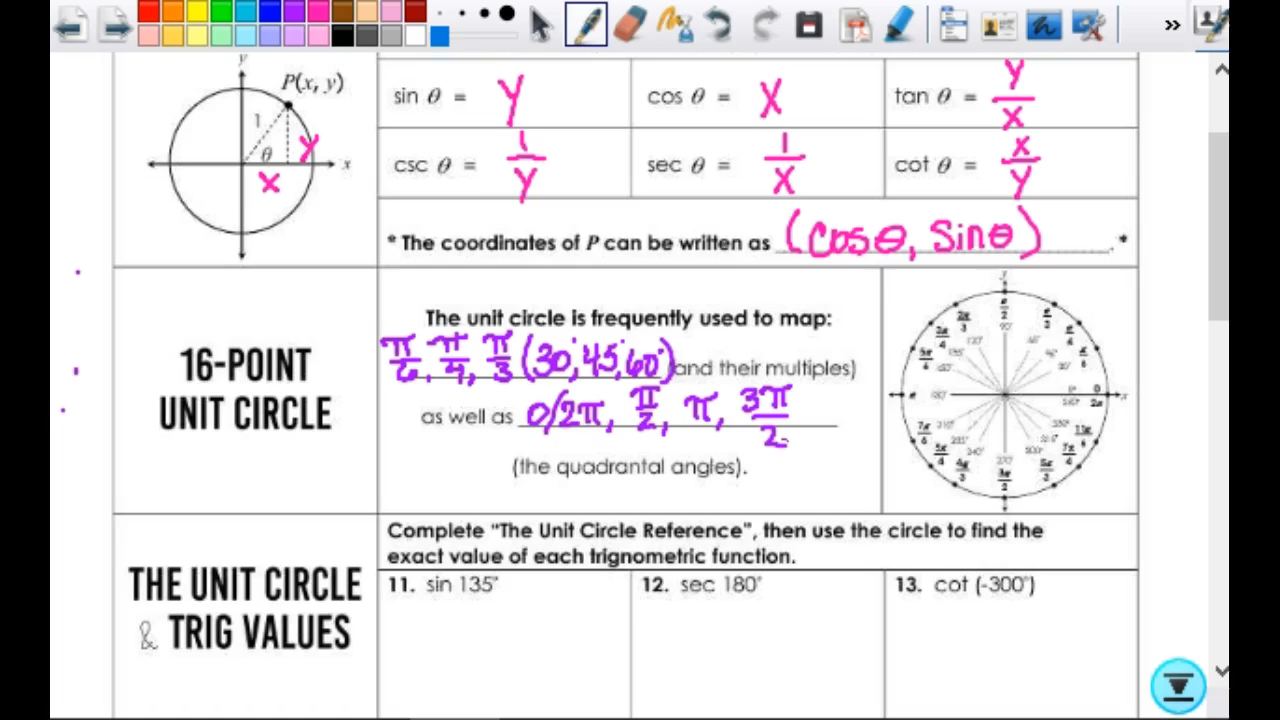 y
P(x, y)
1
θ
y
x
x
sin θ = y
cos θ = x
tan θ = y/x
csc θ = 1/y
sec θ = 1/x
cot θ = x/y
* The coordinates of P can be written as (cosθ, sinθ). *
16-POINT
UNIT CIRCLE
The unit circle is frequently used to map:
π/6, π/4, π/3 (30°, 45°, 60°) (and their multiples)
as well as 0/2π, π/2, π, 3π/2
(the quadrantal angles).
THE UNIT CIRCLE
& TRIG VALUES
Complete “The Unit Circle Reference”, then use the circle to find the
exact value of each trignometric function.
11. sin 135°
12. sec 180°
13. cot (-300°)